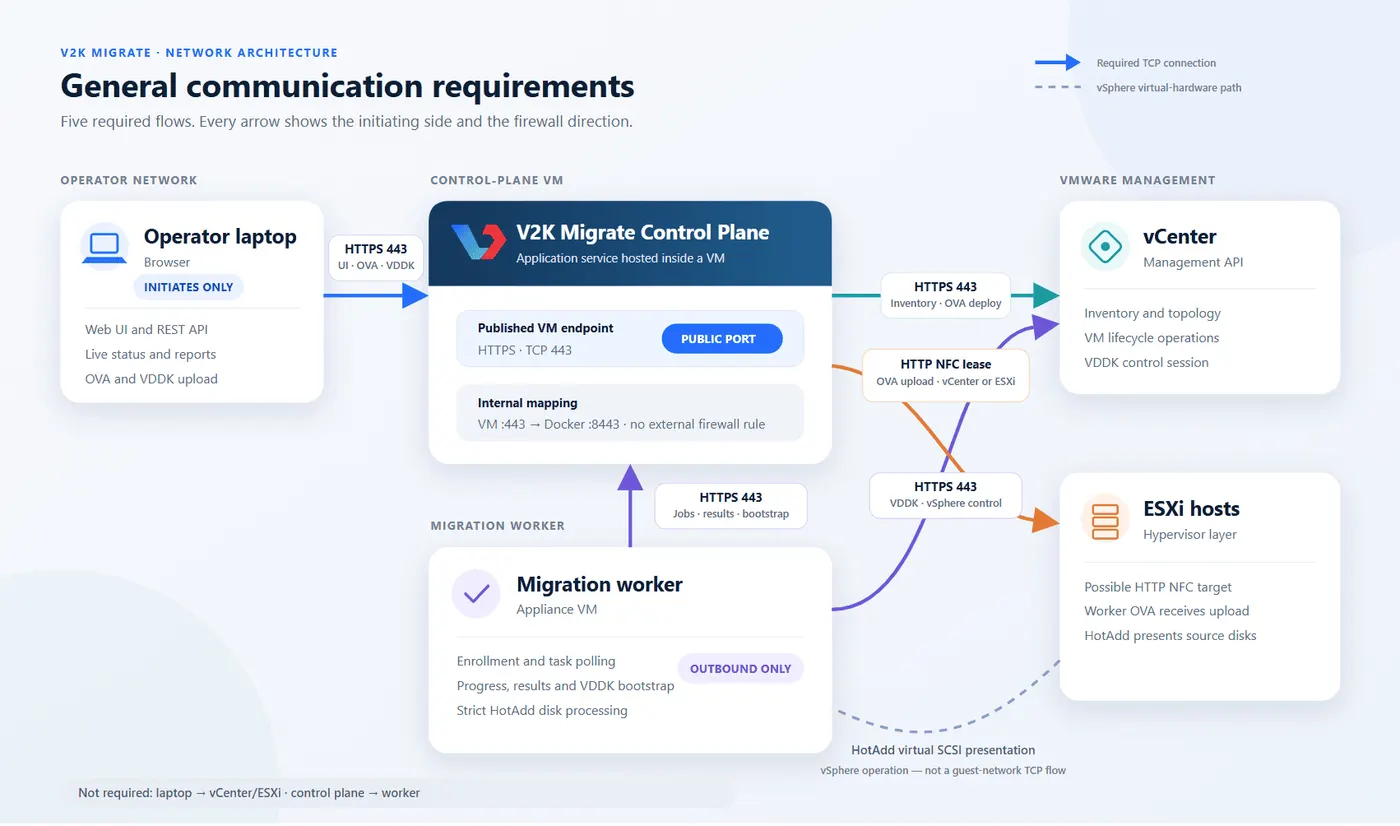 V2K MIGRATE · NETWORK ARCHITECTURE
General communication requirements
Five required flows. Every arrow shows the initiating side and the firewall direction.
Required TCP connection
vSphere virtual-hardware path
OPERATOR NETWORK
Operator laptop
Browser
INITIATES ONLY
Web UI and REST API
Live status and reports
OVA and VDDK upload
HTTPS 443
UI · OVA · VDDK
CONTROL-PLANE VM
V2K Migrate Control Plane
Application service hosted inside a VM
Published VM endpoint
HTTPS · TCP 443
PUBLIC PORT
Internal mapping
VM :443 → Docker :8443 · no external firewall rule
HTTPS 443
Inventory · OVA deploy
HTTP NFC lease
OVA upload · vCenter or ESXi
HTTPS 443
VDDK · vSphere control
VMWARE MANAGEMENT
vCenter
Management API
Inventory and topology
VM lifecycle operations
VDDK control session
HTTPS 443
Jobs · results · bootstrap
MIGRATION WORKER
Migration worker
Appliance VM
Enrollment and task polling
Progress, results and VDDK bootstrap
Strict HotAdd disk processing
OUTBOUND ONLY
ESXi hosts
Hypervisor layer
Possible HTTP NFC target
Worker OVA receives upload
HotAdd presents source disks
HotAdd virtual SCSI presentation
vSphere operation — not a guest-network TCP flow
Not required: laptop → vCenter/ESXi · control plane → worker